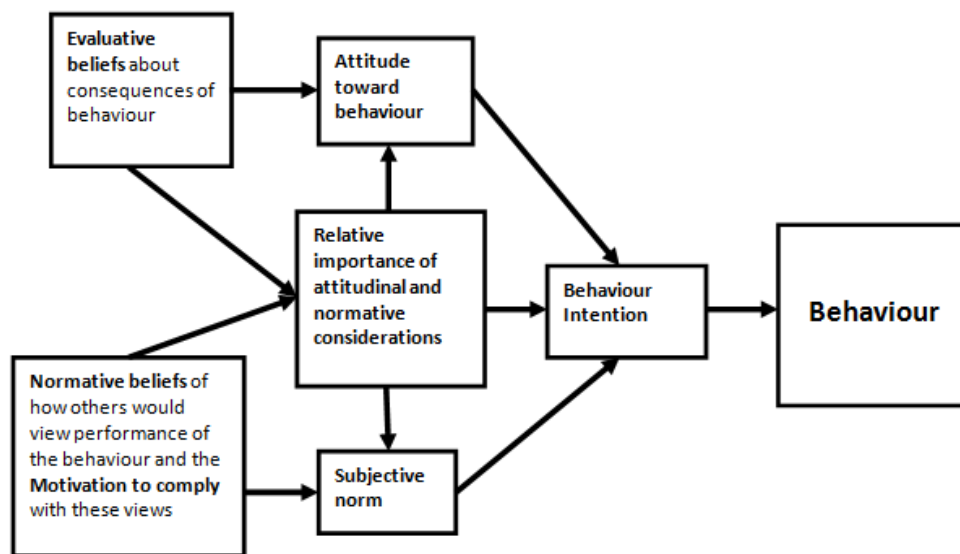 Evaluative
beliefs about
consequences of
behaviour
Attitude
toward
behaviour
Relative
importance of
attitudinal and
normative
considerations
Behaviour
Intention
Behaviour
Normative beliefs of
how others would
view performance of
the behaviour and the
Motivation to comply
with these views
Subjective
norm